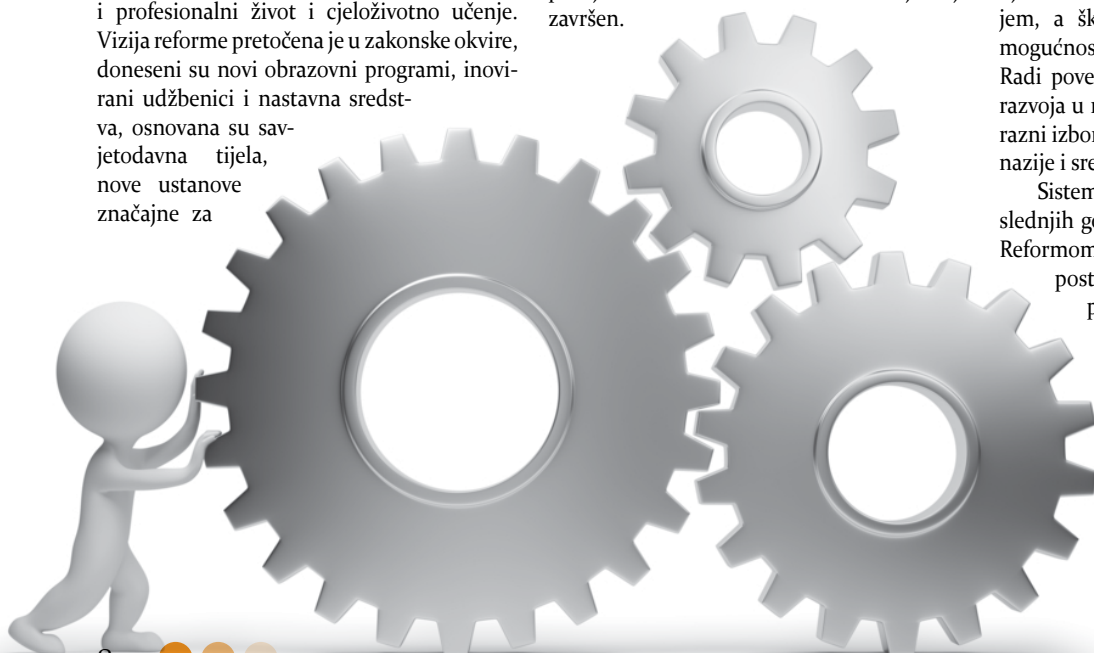 i profesionalni život i cjeloživotno učenje.
Vizija reforme pretočena je u zakonske okvire,
doneseni su novi obrazovni programi, inovi-
rani udžbenici i nastavna sredst-
va, osnovana su sav-
jetodavna tijela,
nove ustanove
značajne za
završen.
jem, a
mogućnos
Radi pove
razvoja u
razni izbor
nazije i sre
Sistem
slednjih
Reformom
post